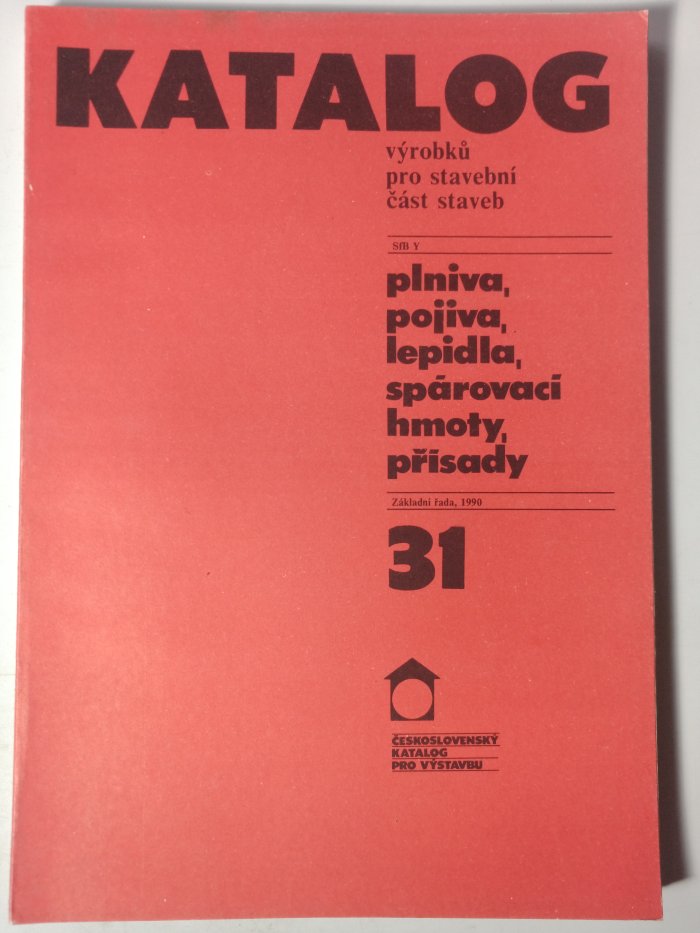 KATALOG
výrobků
pro stavební
část staveb
SfB Y
plniva,
pojiva,
lepidla,
spárovací
hmoty,
přísady
Základní řada, 1990
31
ČESKOSLOVENSKÝ
KATALOG
PRO VÝSTAVBU